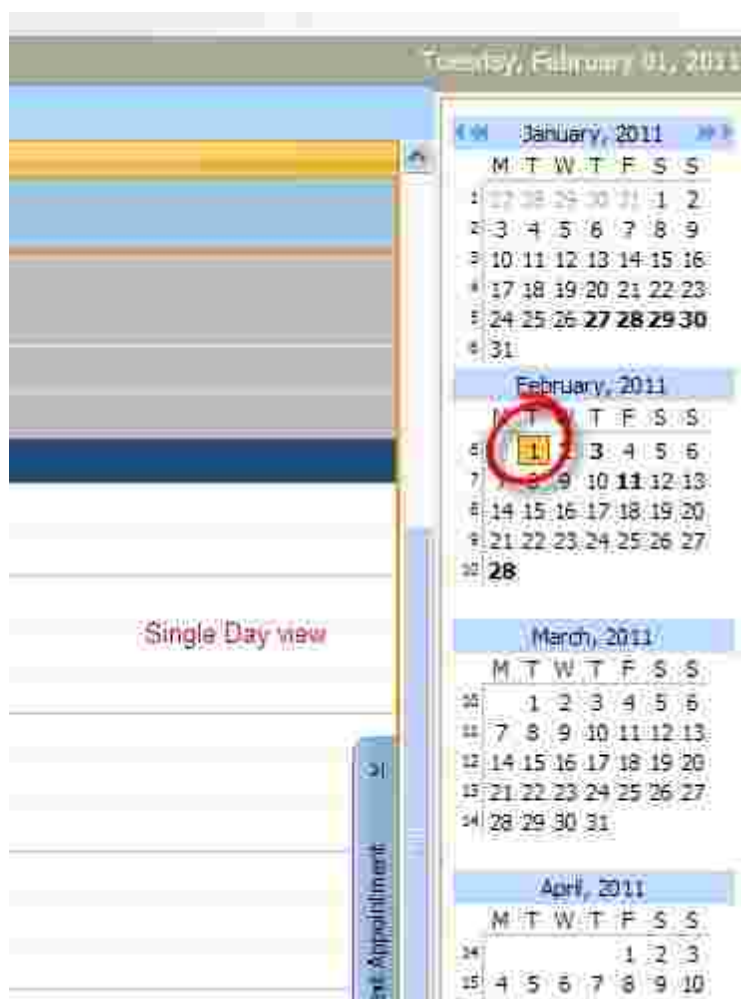 Tuesday, February 01, 2011
January, 2011
M T W T F S S
1 27 28 29 30 31 1 2
2 3 4 5 6 7 8 9
3 10 11 12 13 14 15 16
4 17 18 19 20 21 22 23
5 24 25 26 27 28 29 30
6 31
February, 2011
M T W T F S S
6 1 2 3 4 5 6
7 7 8 9 10 11 12 13
8 14 15 16 17 18 19 20
9 21 22 23 24 25 26 27
10 28
Single Day view
March, 2011
M T W T F S S
10 1 2 3 4 5 6
11 7 8 9 10 11 12 13
12 14 15 16 17 18 19 20
13 21 22 23 24 25 26 27
14 28 29 30 31
Appointment
April, 2011
M T W T F S S
14 1 2 3
15 4 5 6 7 8 9 10